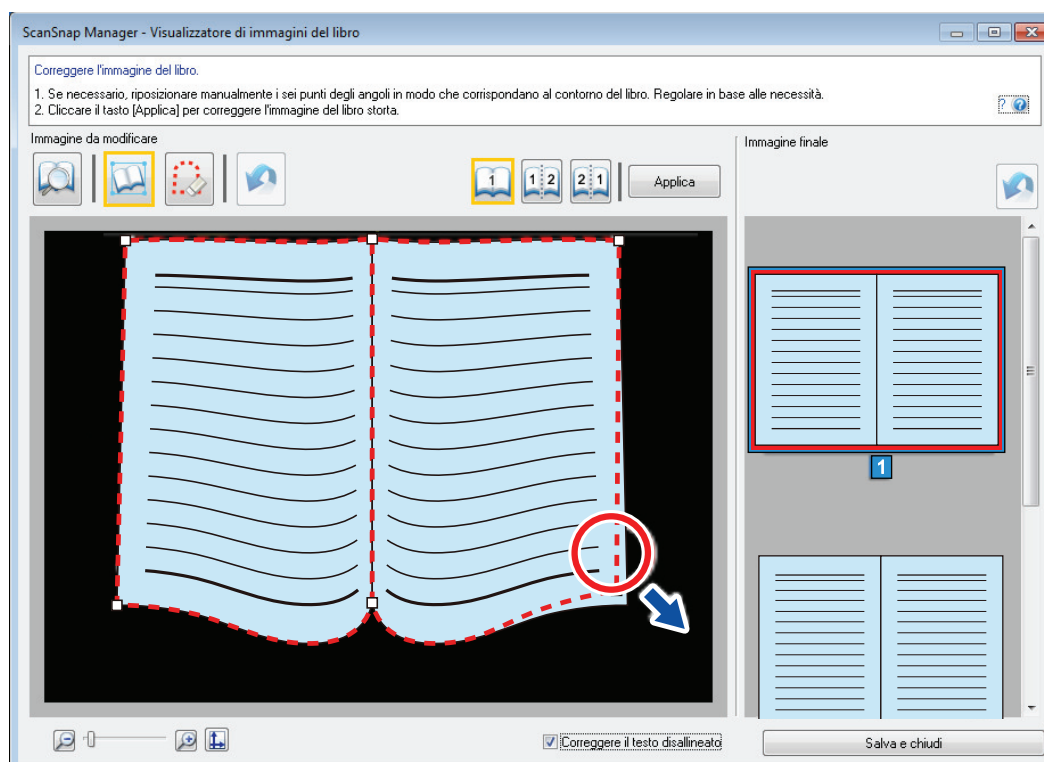 ScanSnap Manager - Visualizzatore di immagini del libro
Correggere l'immagine del libro.
1. Se necessario, riposizionare manualmente i sei punti degli angoli in modo che corrispondano al contorno del libro. Regolare in base alle necessità.
2. Cliccare il tasto [Applica] per correggere l'immagine del libro storta.
?
Immagine da modificare
Immagine finale
1
1 2
2 1
Applica
1
Correggere il testo disallineato
Salva e chiudi